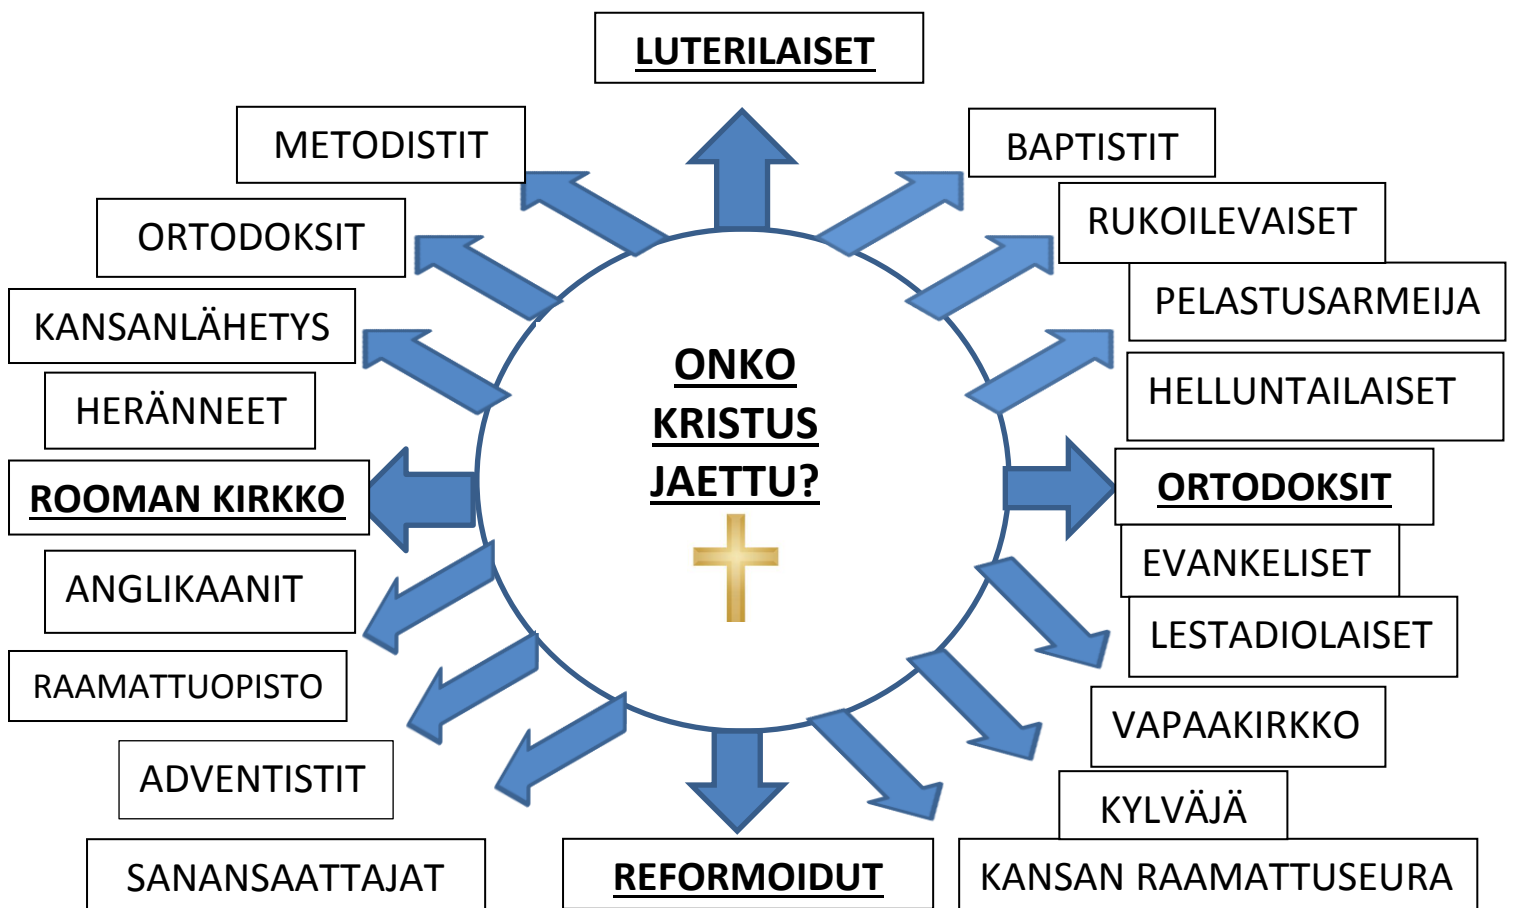 LUTERILAISET
METODISTIT
BAPTISTIT
ORTODOKSIT
RUKOILEVAISET
KANSANLÄHETYS
PELASTUSARMEIJA
HERÄNNEET
HELLUNTAILAISET
ONKO
KRISTUS
JAETTU?
ROOMAN KIRKKO
ORTODOKSIT
ANGLIKAANIT
EVANKELISET
RAAMATTUOPISTO
LESTADIOLAISET
ADVENTISTIT
VAPAAKIRKKO
KYLVÄJÄ
SANANSAATTAJAT
REFORMOIDUT
KANSAN RAAMATTUSEURA